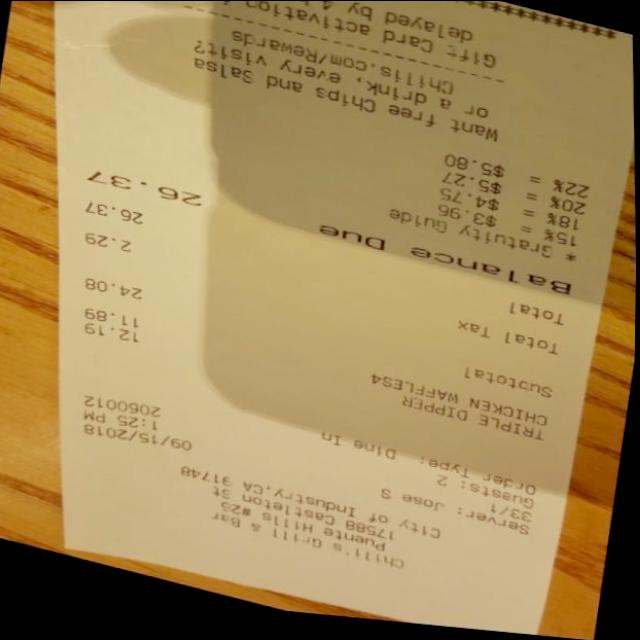 Chili's Grill & Bar
Puente Hills #25
17588 Castleton St
City of Industry, CA 91748
Server: Jose S 09/15/2018
33/1 1:25 PM
Guests: 2 2050012
Order Type: Dine In
TRIPLE DIPPER 12.19
CHICKEN WAFFLES4 11.89
Subtotal 24.08
Total Tax 2.29
Total 26.37
Balance Due 26.37
* Gratuity Guide
15% = $3.96
18% = $4.75
20% = $5.27
22% = $5.80
Want free Chips and Salsa
or a drink, every visit?
Chilis.com/Rewards
Gift Card activation
delayed by